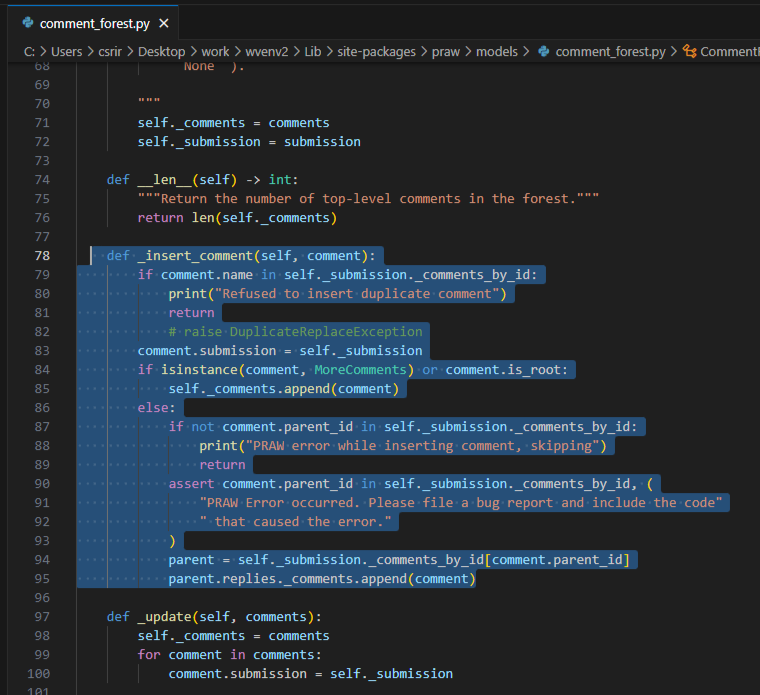 comment_forest.py ×
C: > Users > csrir > Desktop > work > wvenv2 > Lib > site-packages > praw > models > comment_forest.py > Comment
68 None ).
69
70 """
71 self._comments = comments
72 self._submission = submission
73
74 def __len__(self) -> int:
75 """Return the number of top-level comments in the forest."""
76 return len(self._comments)
77
78 def _insert_comment(self, comment):
79 if comment.name in self._submission._comments_by_id:
80 print("Refused to insert duplicate comment")
81 return
82 # raise DuplicateReplaceException
83 comment.submission = self._submission
84 if isinstance(comment, MoreComments) or comment.is_root:
85 self._comments.append(comment)
86 else:
87 if not comment.parent_id in self._submission._comments_by_id:
88 print("PRAW error while inserting comment, skipping")
89 return
90 assert comment.parent_id in self._submission._comments_by_id, (
91 "PRAW Error occurred. Please file a bug report and include the code"
92 " that caused the error."
93 )
94 parent = self._submission._comments_by_id[comment.parent_id]
95 parent.replies._comments.append(comment)
96
97 def _update(self, comments):
98 self._comments = comments
99 for comment in comments:
100 comment.submission = self._submission
101